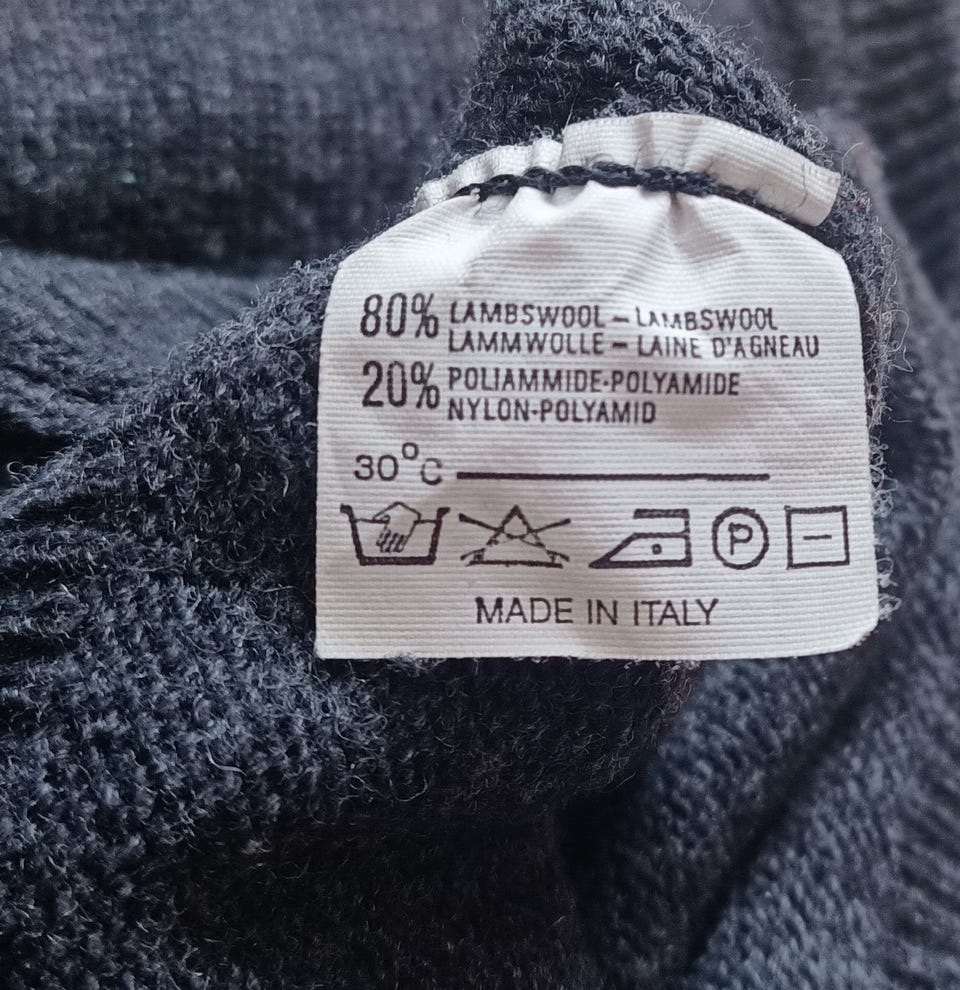 80% LAMBSWOOL – LAMBSWOOL
LAMMWOLLE – LAINE D'AGNEAU
20% POLIAMMIDE-POLYAMIDE
NYLON-POLYAMID
30°C
P
MADE IN ITALY